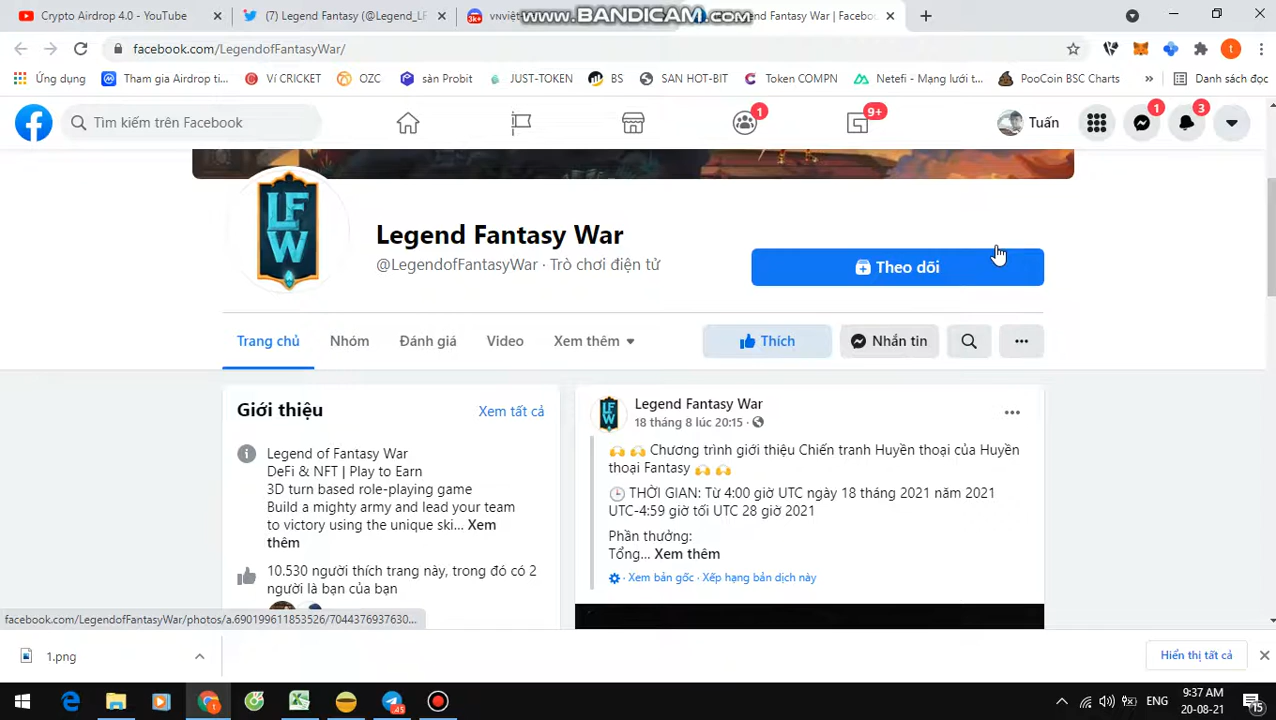 Crypto Airdrop 4.0 - YouTube
(7) Legend Fantasy (@Legend_LF
vnviệt
Legend Fantasy War | Facebook
www.BANDICAM.com
facebook.com/LegendofFantasyWar/
Ứng dụng
Tham gia Airdrop ti...
Ví CRICKET
OZC
sàn Probit
JUST-TOKEN
BS
SAN HOT-BIT
Token COMPN
Netefi - Mạng lưới t...
PooCoin BSC Charts
»
Danh sách đọc
Tìm kiếm trên Facebook
1
9+
Tuấn
1
3
LFW
Legend Fantasy War
@LegendofFantasyWar · Trò chơi điện tử
Theo dõi
Trang chủ
Nhóm
Đánh giá
Video
Xem thêm
Thích
Nhắn tin
Giới thiệu
Xem tất cả
Legend of Fantasy War
DeFi & NFT | Play to Earn
3D turn based role-playing game
Build a mighty army and lead your team
to victory using the unique ski... Xem
thêm
10.530 người thích trang này, trong đó có 2
người là bạn của bạn
LFW
Legend Fantasy War
18 tháng 8 lúc 20:15 ·
🙌 🙌 Chương trình giới thiệu Chiến tranh Huyền thoại của Huyền
thoại Fantasy 🙌 🙌
🕒 THỜI GIAN: Từ 4:00 giờ UTC ngày 18 tháng 2021 năm 2021
UTC-4:59 giờ tối UTC 28 giờ 2021
Phần thưởng:
Tổng... Xem thêm
· Xem bản gốc · Xếp hạng bản dịch này
facebook.com/LegendofFantasyWar/photos/a.690199611853526/7044376937630...
1.png
Hiển thị tất cả
.45
ENG
9:37 AM
20-08-21
15